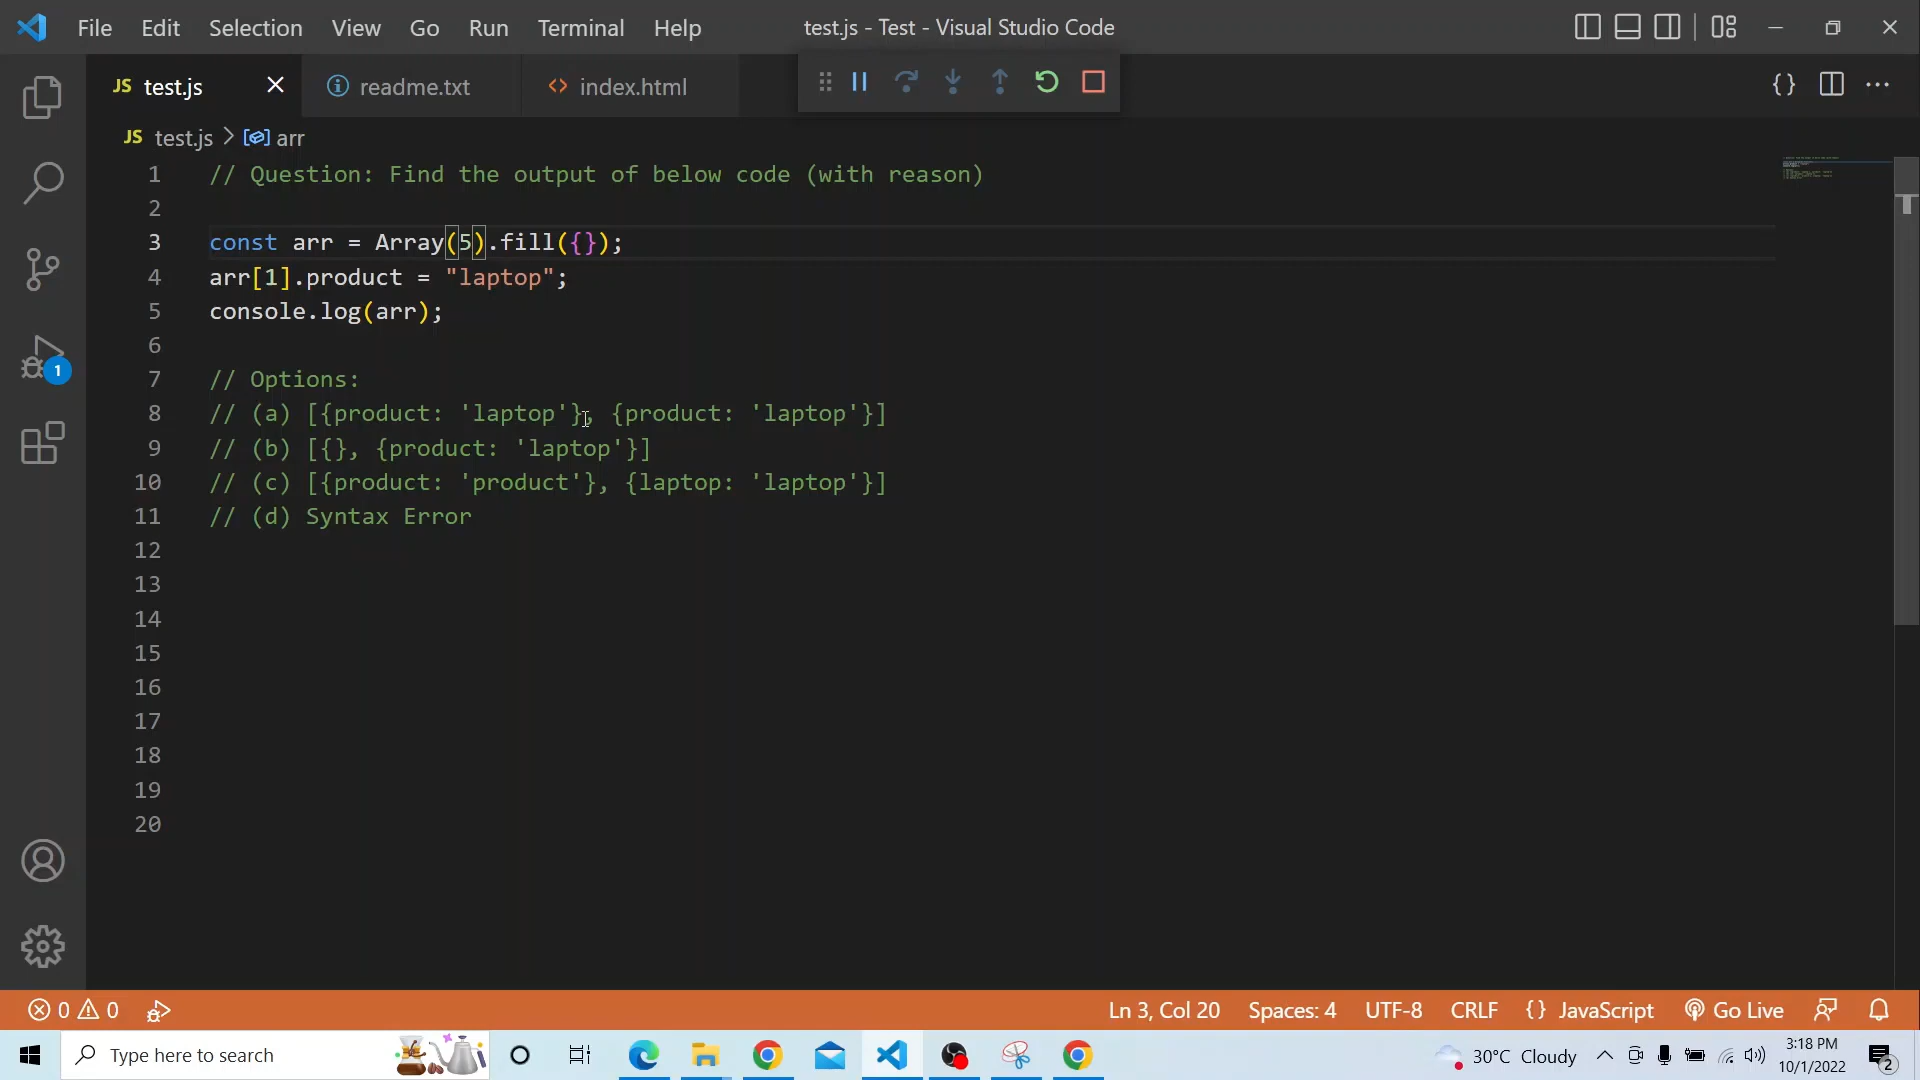 File Edit Selection View Go Run Terminal Help test.js - Test - Visual Studio Code
JS test.js readme.txt index.html
JS test.js > arr
1 // Question: Find the output of below code (with reason)
2
3 const arr = Array(5).fill({});
4 arr[1].product = "laptop";
5 console.log(arr);
6
7 // Options:
8 // (a) [{product: 'laptop'}, {product: 'laptop'}]
9 // (b) [{}, {product: 'laptop'}]
10 // (c) [{product: 'product'}, {laptop: 'laptop'}]
11 // (d) Syntax Error
12
13
14
15
16
17
18
19
20
1
0 0 Ln 3, Col 20 Spaces: 4 UTF-8 CRLF {} JavaScript Go Live
Type here to search 30°C Cloudy 3:18 PM
10/1/2022 2